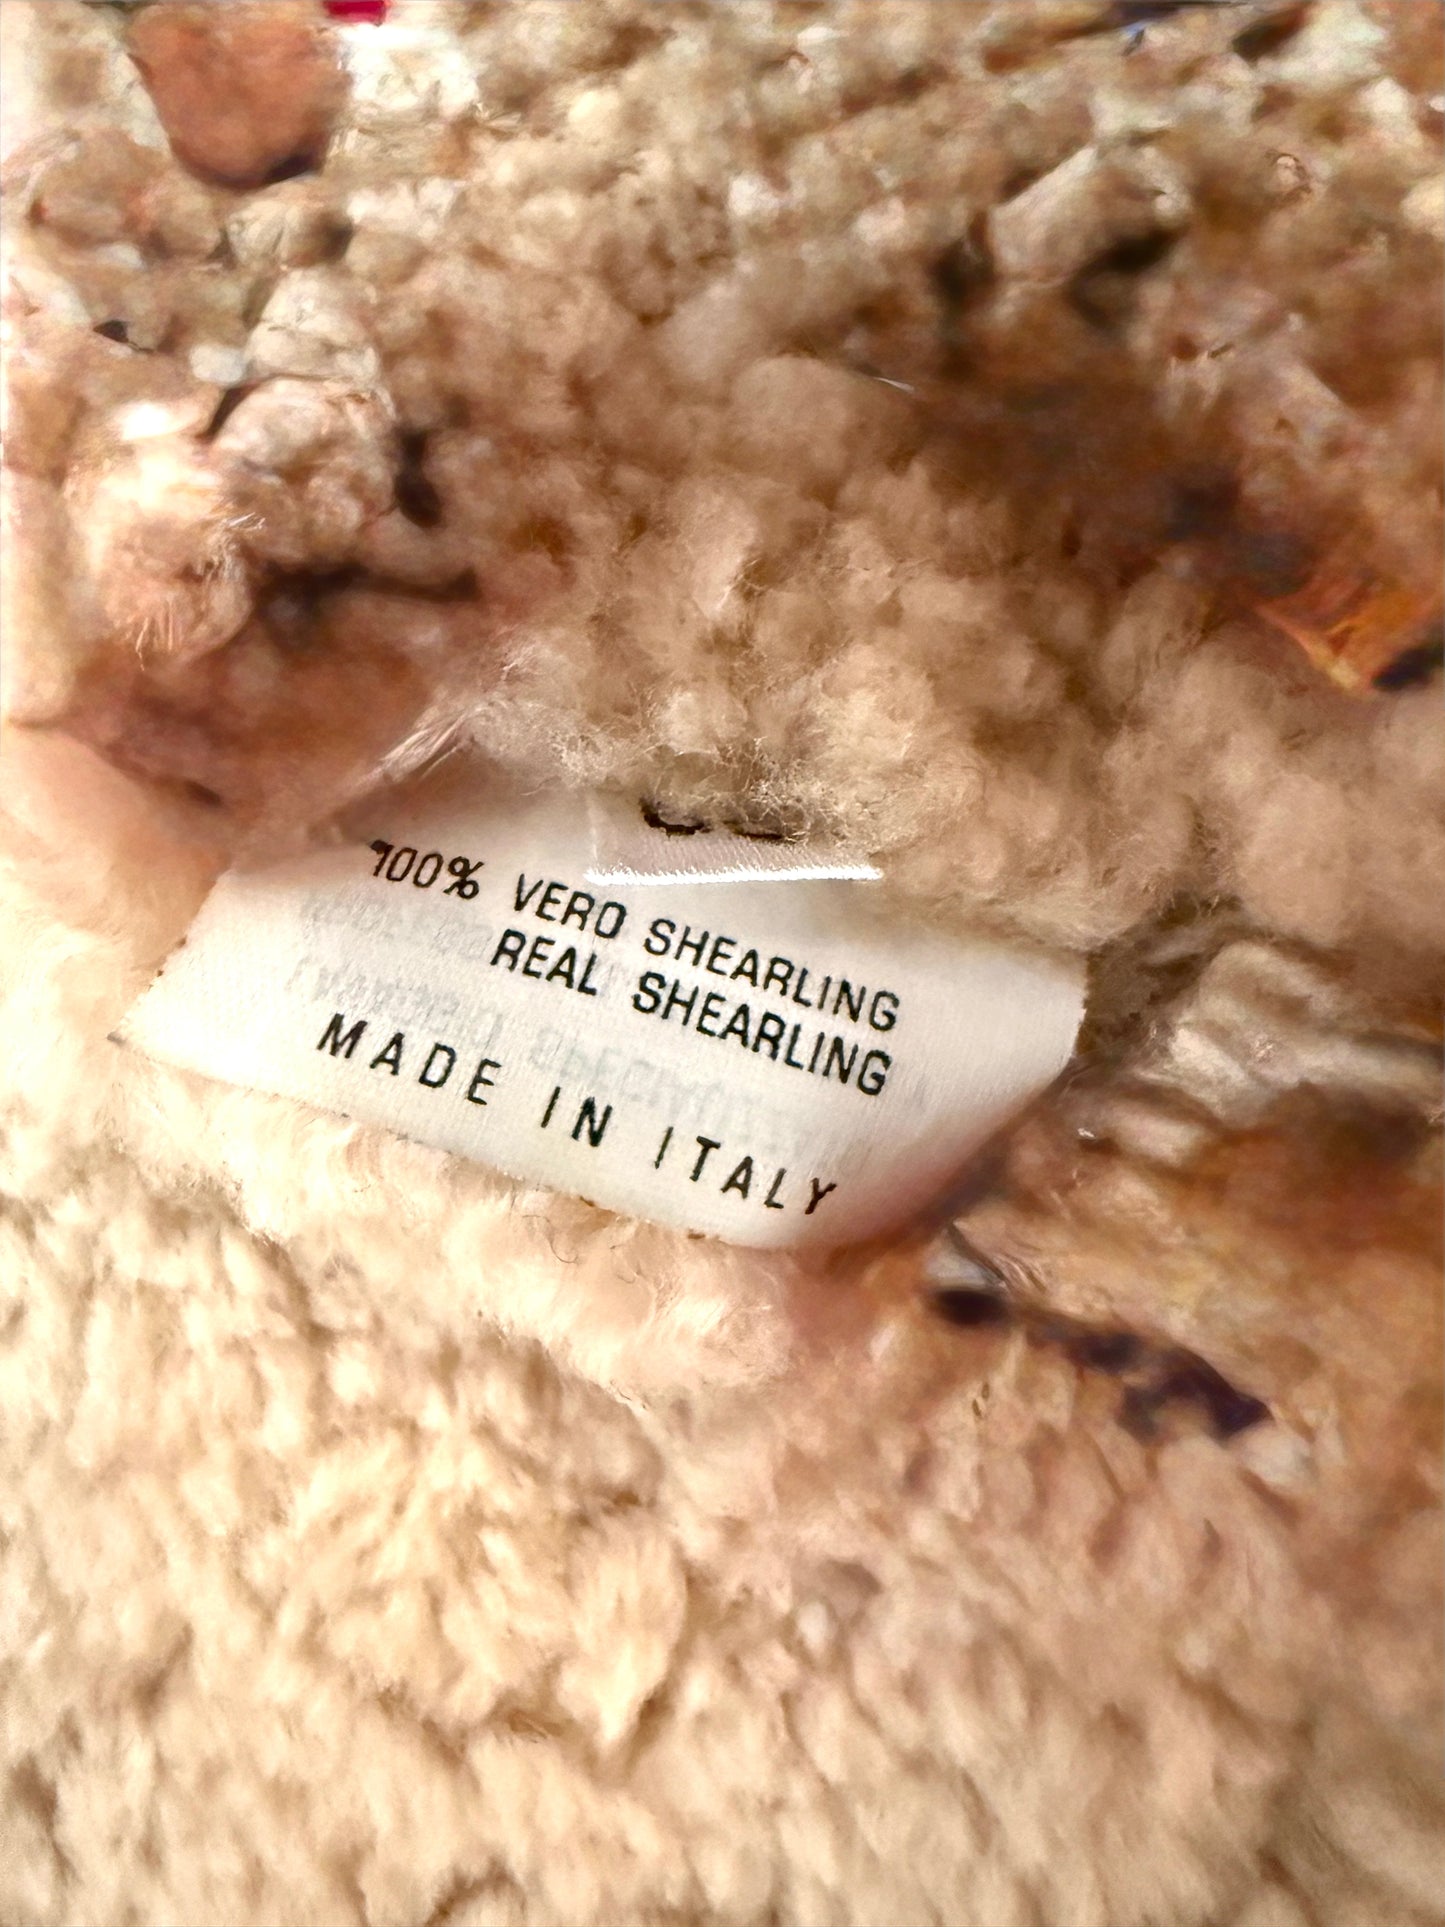 100% VERO SHEARLING
REAL SHEARLING
MADE IN ITALY